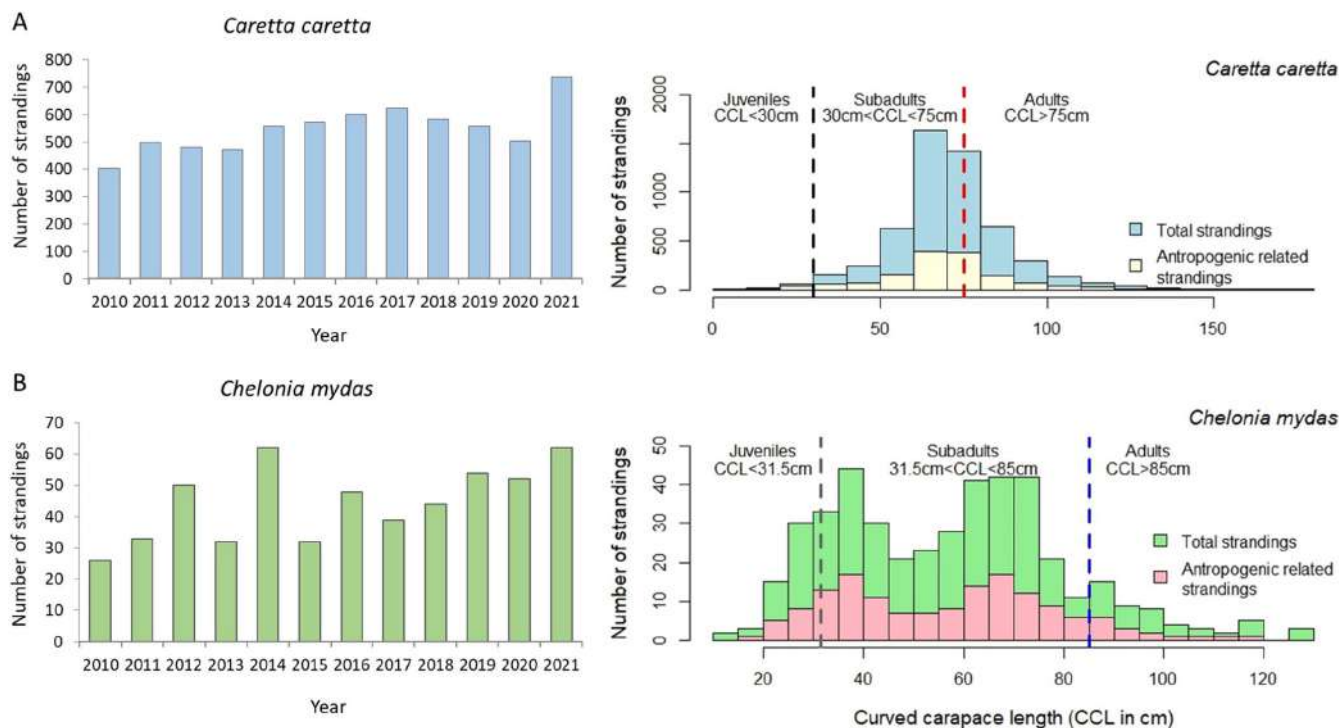 A
Caretta caretta
Number of strandings
800
700
600
500
400
300
200
100
0
2010 2011 2012 2013 2014 2015 2016 2017 2018 2019 2020 2021
Year
Caretta caretta
Juveniles
CCL<30cm
Subadults
30cm<CCL<75cm
Adults
CCL>75cm
Number of strandings
2000
1000
500
0
Total strandings
Antropogenic related
strandings
0 50 100 150
B
Chelonia mydas
Number of strandings
70
60
50
40
30
20
10
0
2010 2011 2012 2013 2014 2015 2016 2017 2018 2019 2020 2021
Year
Chelonia mydas
Juveniles
CCL<31.5cm
Subadults
31.5cm<CCL<85cm
Adults
CCL>85cm
Number of strandings
50
40
30
20
10
0
Total strandings
Antropogenic related
strandings
20 40 60 80 100 120
Curved carapace length (CCL in cm)